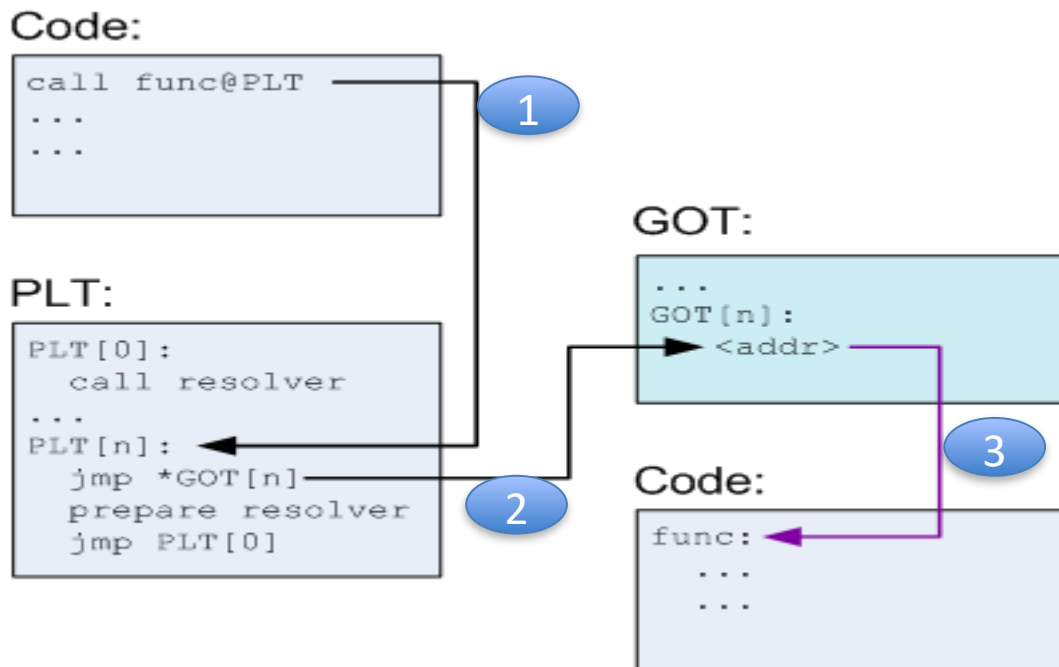 Code:
call func@PLT
...
...
1
PLT:
PLT[0]:
call resolver
...
PLT[n]:
jmp *GOT[n]
prepare resolver
jmp PLT[0]
2
GOT:
...
GOT[n]:
<addr>
3
Code:
func:
...
...